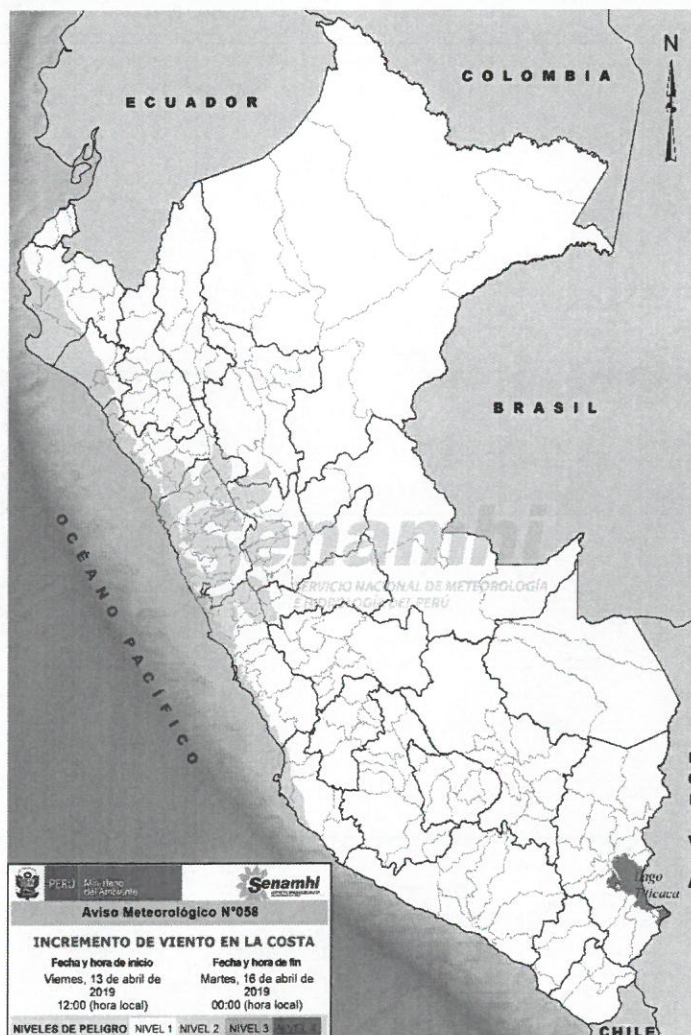 N
COLOMBIA
ECUADOR
BRASIL
OCÉANO PACÍFICO
Senamhi
SERVICIO NACIONAL DE METEOROLOGÍA
E HIDROLOGÍA DEL PERÚ
Lago
Titicaca
PERÚ Ministerio
del Ambiente
Senamhi
Aviso Meteorológico N°058
INCREMENTO DE VIENTO EN LA COSTA
Fecha y hora de inicio
Viernes, 13 de abril de
2019
12:00 (hora local)
Fecha y hora de fin
Martes, 16 de abril de
2019
00:00 (hora local)
NIVELES DE PELIGRO NIVEL 1 NIVEL 2 NIVEL 3 NIVEL 4
CHILE